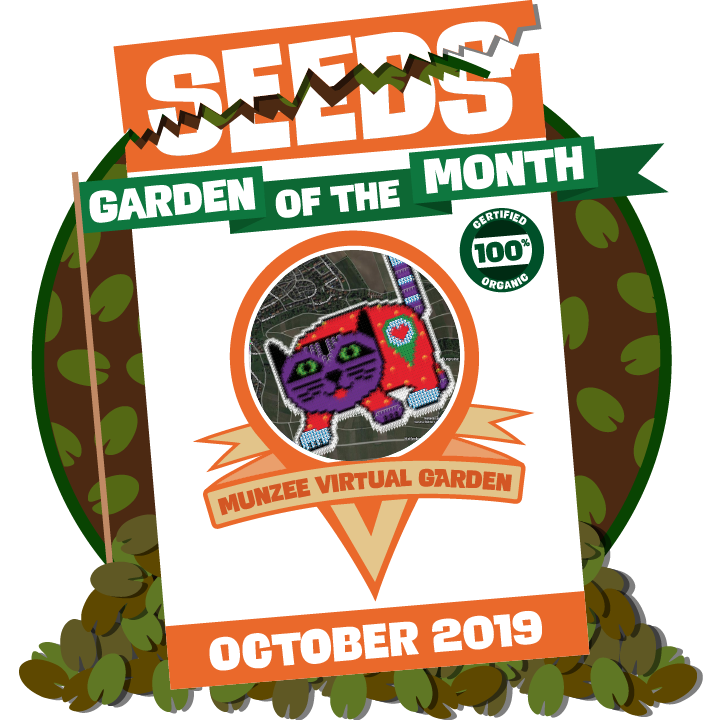 SEEDS
GARDEN OF THE MONTH
CERTIFIED
100%
ORGANIC
MUNZEE VIRTUAL GARDEN
OCTOBER 2019